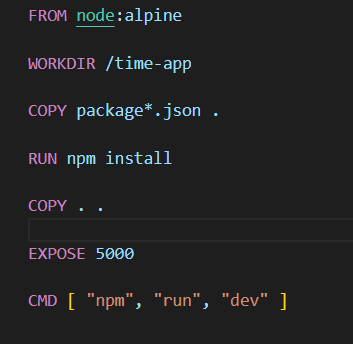 FROM node:alpine
WORKDIR /time-app
COPY package*.json .
RUN npm install
COPY . .
EXPOSE 5000
CMD [ "npm", "run", "dev" ]